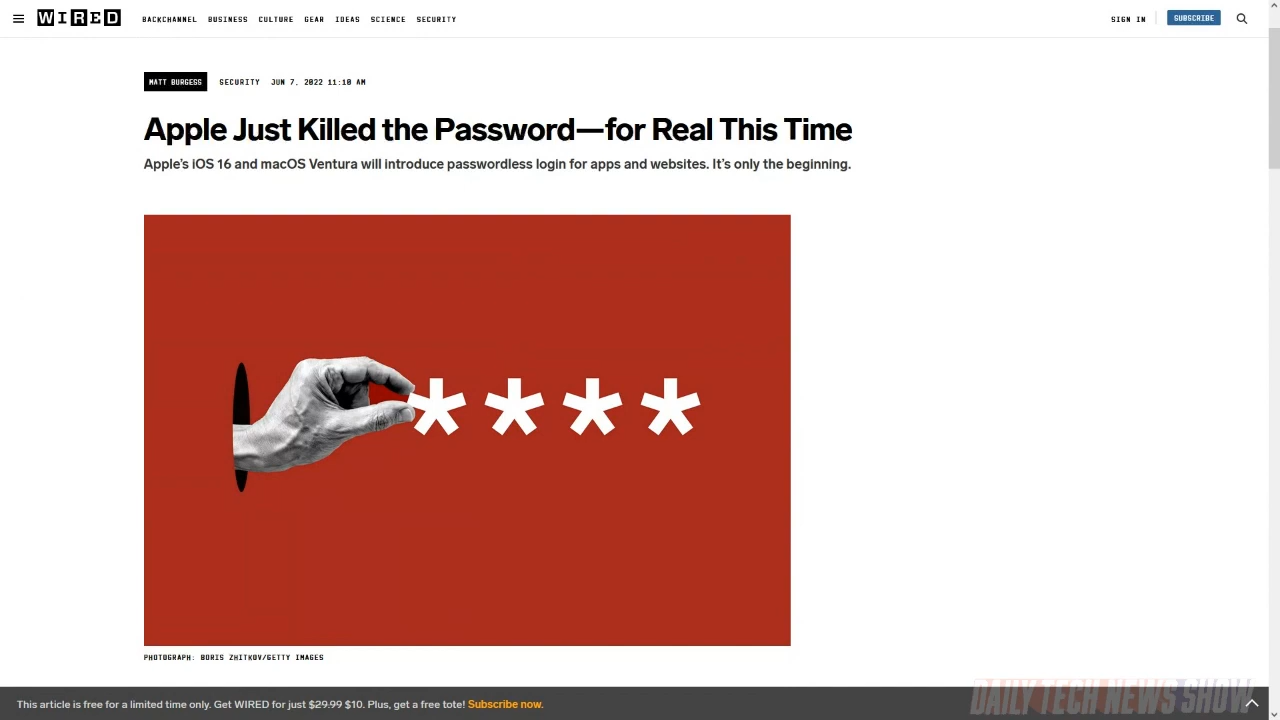 WIRED
BACKCHANNEL BUSINESS CULTURE GEAR IDEAS SCIENCE SECURITY
SIGN IN
SUBSCRIBE
MATT BURGESS SECURITY JUN 7, 2022 11:10 AM
Apple Just Killed the Password—for Real This Time
Apple's iOS 16 and macOS Ventura will introduce passwordless login for apps and websites. It's only the beginning.
****
PHOTOGRAPH: BORIS ZHITKOV/GETTY IMAGES
This article is free for a limited time only. Get WIRED for just $29.99 $10. Plus, get a free tote! Subscribe now.
DAILY TECH NEWS SHOW